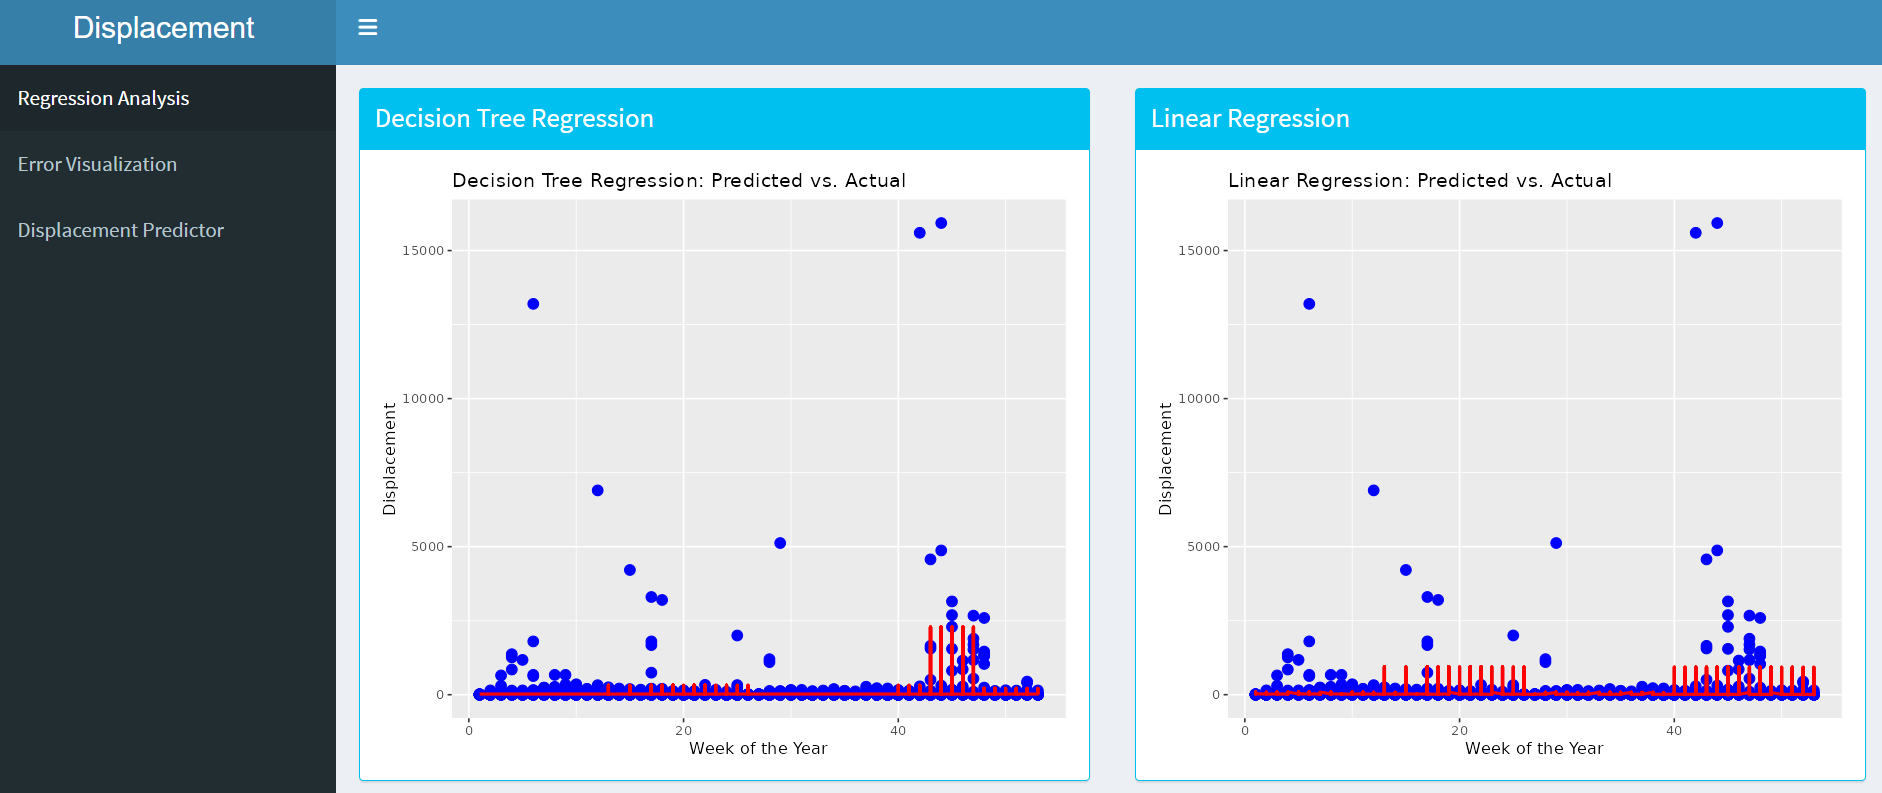 Displacement
Regression Analysis
Error Visualization
Displacement Predictor
Decision Tree Regression
Decision Tree Regression: Predicted vs. Actual
15000
10000
5000
0
Displacement
0 20 40
Week of the Year
Linear Regression
Linear Regression: Predicted vs. Actual
15000
10000
5000
0
Displacement
0 20 40
Week of the Year